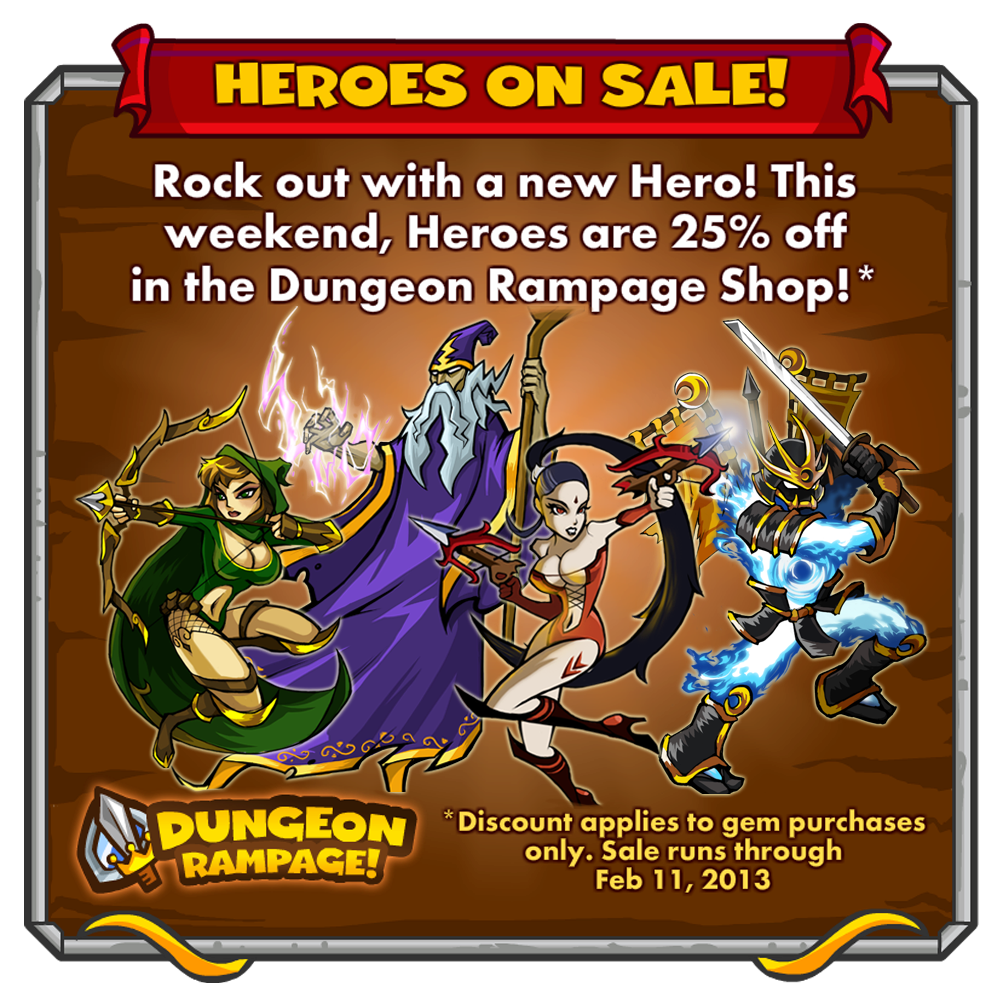 HEROES ON SALE!
Rock out with a new Hero! This
weekend, Heroes are 25% off
in the Dungeon Rampage Shop!*
DUNGEON
RAMPAGE!
*Discount applies to gem purchases
only. Sale runs through
Feb 11, 2013